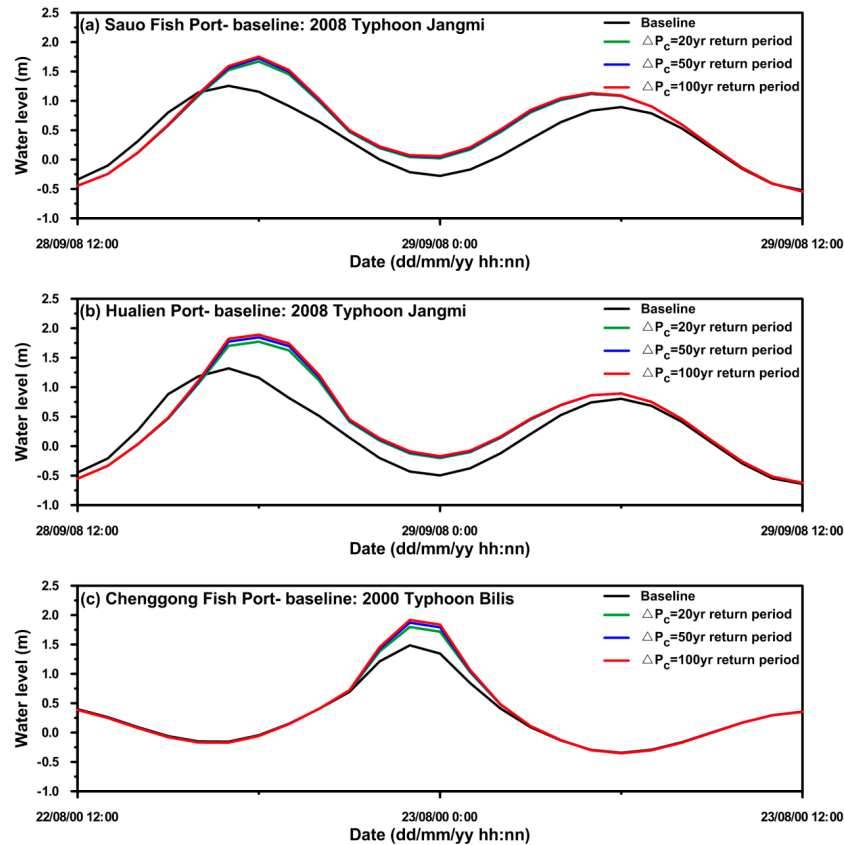 (a) Sauo Fish Port- baseline: 2008 Typhoon Jangmi
Baseline
△Pc=20yr return period
△Pc=50yr return period
△Pc=100yr return period
Water level (m)
2.5
2.0
1.5
1.0
0.5
0.0
-0.5
-1.0
28/09/08 12:00
29/09/08 0:00
29/09/08 12:00
Date (dd/mm/yy hh:nn)
(b) Hualien Port- baseline: 2008 Typhoon Jangmi
Baseline
△Pc=20yr return period
△Pc=50yr return period
△Pc=100yr return period
Water level (m)
2.5
2.0
1.5
1.0
0.5
0.0
-0.5
-1.0
28/09/08 12:00
29/09/08 0:00
29/09/08 12:00
Date (dd/mm/yy hh:nn)
(c) Chenggong Fish Port- baseline: 2000 Typhoon Bilis
Baseline
△Pc=20yr return period
△Pc=50yr return period
△Pc=100yr return period
Water level (m)
2.5
2.0
1.5
1.0
0.5
0.0
-0.5
-1.0
22/08/00 12:00
23/08/00 0:00
23/08/00 12:00
Date (dd/mm/yy hh:nn)